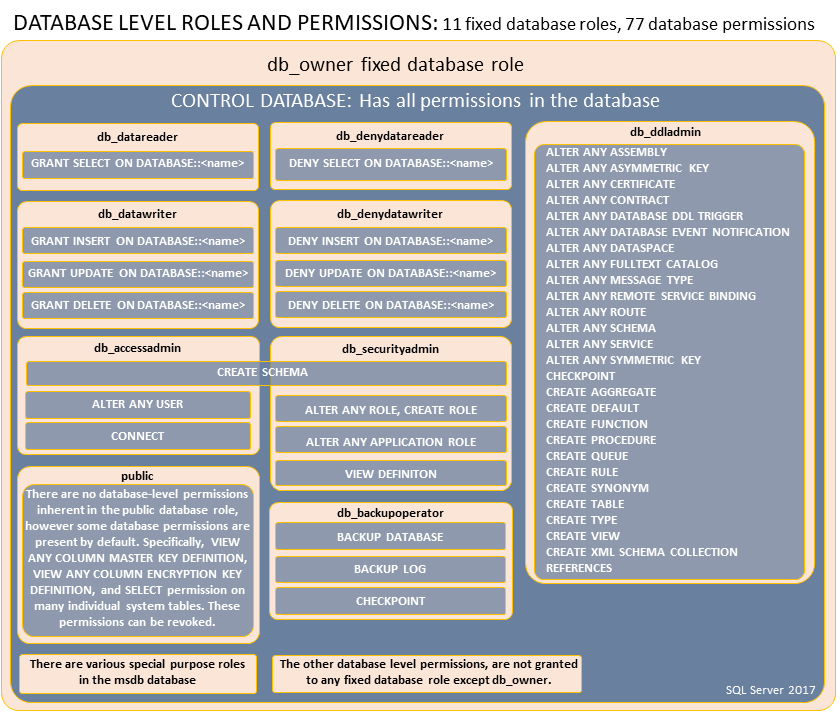 DATABASE LEVEL ROLES AND PERMISSIONS: 11 fixed database roles, 77 database permissions
db_owner fixed database role
CONTROL DATABASE: Has all permissions in the database
db_datareader
GRANT SELECT ON DATABASE::<name>
db_denydatareader
DENY SELECT ON DATABASE::<name>
db_datawriter
GRANT INSERT ON DATABASE::<name>
GRANT UPDATE ON DATABASE::<name>
GRANT DELETE ON DATABASE::<name>
db_denydatawriter
DENY INSERT ON DATABASE::<name>
DENY UPDATE ON DATABASE::<name>
DENY DELETE ON DATABASE::<name>
db_accessadmin
db_securityadmin
CREATE SCHEMA
ALTER ANY USER
CONNECT
ALTER ANY ROLE, CREATE ROLE
ALTER ANY APPLICATION ROLE
VIEW DEFINITON
public
There are no database-level permissions
inherent in the public database role,
however some database permissions are
present by default. Specifically, VIEW
ANY COLUMN MASTER KEY DEFINITION,
VIEW ANY COLUMN ENCRYPTION KEY
DEFINITION, and SELECT permission on
many individual system tables. These
permissions can be revoked.
db_backupoperator
BACKUP DATABASE
BACKUP LOG
CHECKPOINT
db_ddladmin
ALTER ANY ASSEMBLY
ALTER ANY ASYMMETRIC KEY
ALTER ANY CERTIFICATE
ALTER ANY CONTRACT
ALTER ANY DATABASE DDL TRIGGER
ALTER ANY DATABASE EVENT NOTIFICATION
ALTER ANY DATASPACE
ALTER ANY FULLTEXT CATALOG
ALTER ANY MESSAGE TYPE
ALTER ANY REMOTE SERVICE BINDING
ALTER ANY ROUTE
ALTER ANY SCHEMA
ALTER ANY SERVICE
ALTER ANY SYMMETRIC KEY
CHECKPOINT
CREATE AGGREGATE
CREATE DEFAULT
CREATE FUNCTION
CREATE PROCEDURE
CREATE QUEUE
CREATE RULE
CREATE SYNONYM
CREATE TABLE
CREATE TYPE
CREATE VIEW
CREATE XML SCHEMA COLLECTION
REFERENCES
There are various special purpose roles
in the msdb database
The other database level permissions, are not granted
to any fixed database role except db_owner.
SQL Server 2017